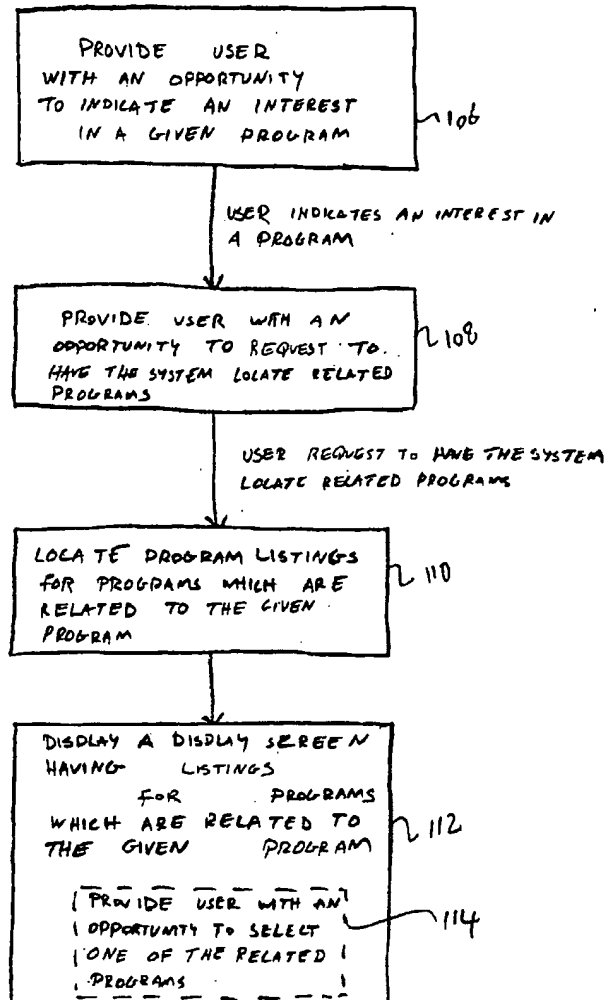 PROVIDE USER
WITH AN OPPORTUNITY
TO INDICATE AN INTEREST
IN A GIVEN PROGRAM
106
USER INDICATES AN INTEREST IN
A PROGRAM
PROVIDE USER WITH AN
OPPORTUNITY TO REQUEST TO
HAVE THE SYSTEM LOCATE RELATED
PROGRAMS
108
USER REQUEST TO HAVE THE SYSTEM
LOCATE RELATED PROGRAMS
LOCATE PROGRAM LISTINGS
FOR PROGRAMS WHICH ARE
RELATED TO THE GIVEN
PROGRAM
110
DISPLAY A DISPLAY SCREEN
HAVING LISTINGS
FOR PROGRAMS
WHICH ARE RELATED TO
THE GIVEN PROGRAM
112
PROVIDE USER WITH AN
OPPORTUNITY TO SELECT
ONE OF THE RELATED
PROGRAMS
114